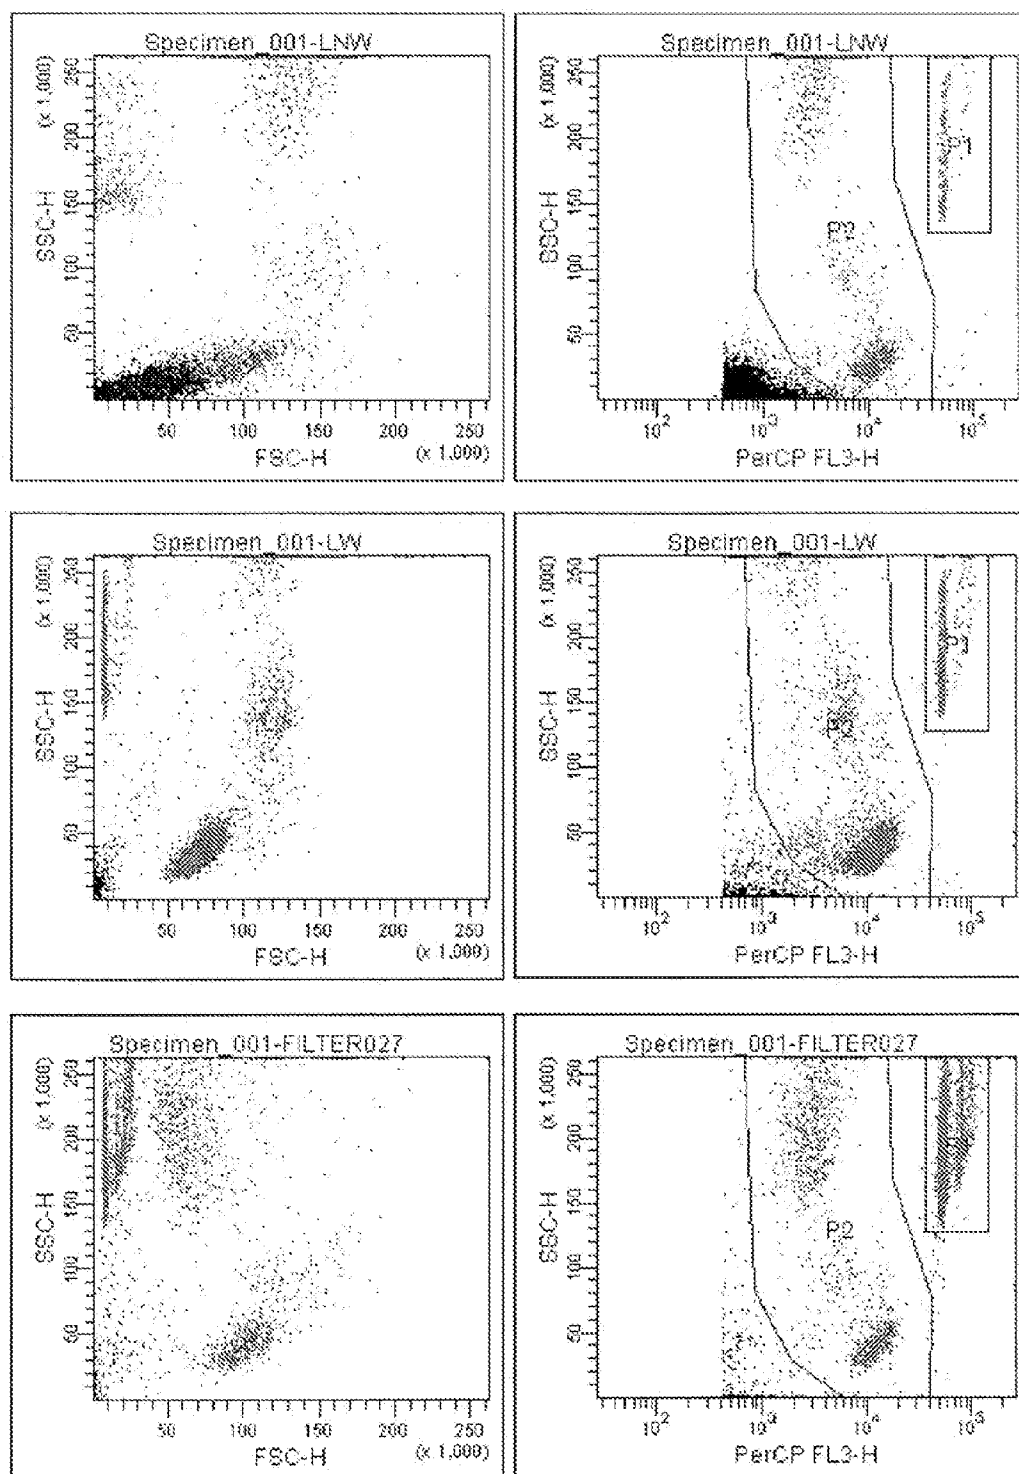 Specimen_001-LNW
SSC-H
(x 1,000)
50 100 150 200 250
50 100 150 200 250
FSC-H
(x 1,000)
Specimen_001-LNW
SSC-H
(x 1,000)
50 100 150 200 250
P2
10² 10³ 10⁴ 10⁵
PerCP FL3-H
Specimen_001-LW
SSC-H
(x 1,000)
50 100 150 200 250
50 100 150 200 250
FSC-H
(x 1,000)
Specimen_001-LW
SSC-H
(x 1,000)
50 100 150 200 250
P2
10² 10³ 10⁴ 10⁵
PerCP FL3-H
Specimen_001-FILTER027
SSC-H
(x 1,000)
50 100 150 200 250
50 100 150 200 250
FSC-H
(x 1,000)
Specimen_001-FILTER027
SSC-H
(x 1,000)
50 100 150 200 250
P2
10² 10³ 10⁴ 10⁵
PerCP FL3-H